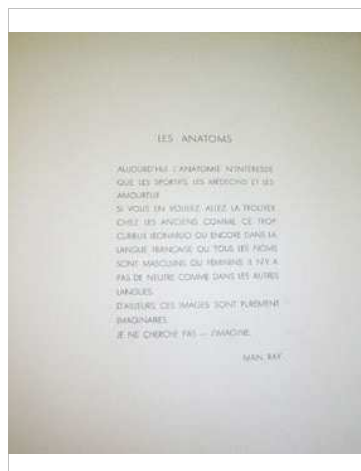 LES ANATOMS
AUJOURD'HUI L'ANATOMIE N'INTERESSE
QUE LES SPORTIFS, LES MEDECINS ET LES
AMOUREUX
SI VOUS EN VOULEZ ALLEZ LA TROUVER
CHEZ LES ANCIENS COMME CE TROP
CURIEUX LEONARDO OU ENCORE DANS LA
LANGUE FRANÇAISE OU TOUS LES NOMS
SONT MASCULINS OU FEMININS IL N'Y A
PAS DE NEUTRE COMME DANS LES AUTRES
LANGUES.
D'AILLEURS CES IMAGES SONT PUREMENT
IMAGINAIRES.
JE NE CHERCHE PAS — J'IMAGINE.
MAN RAY